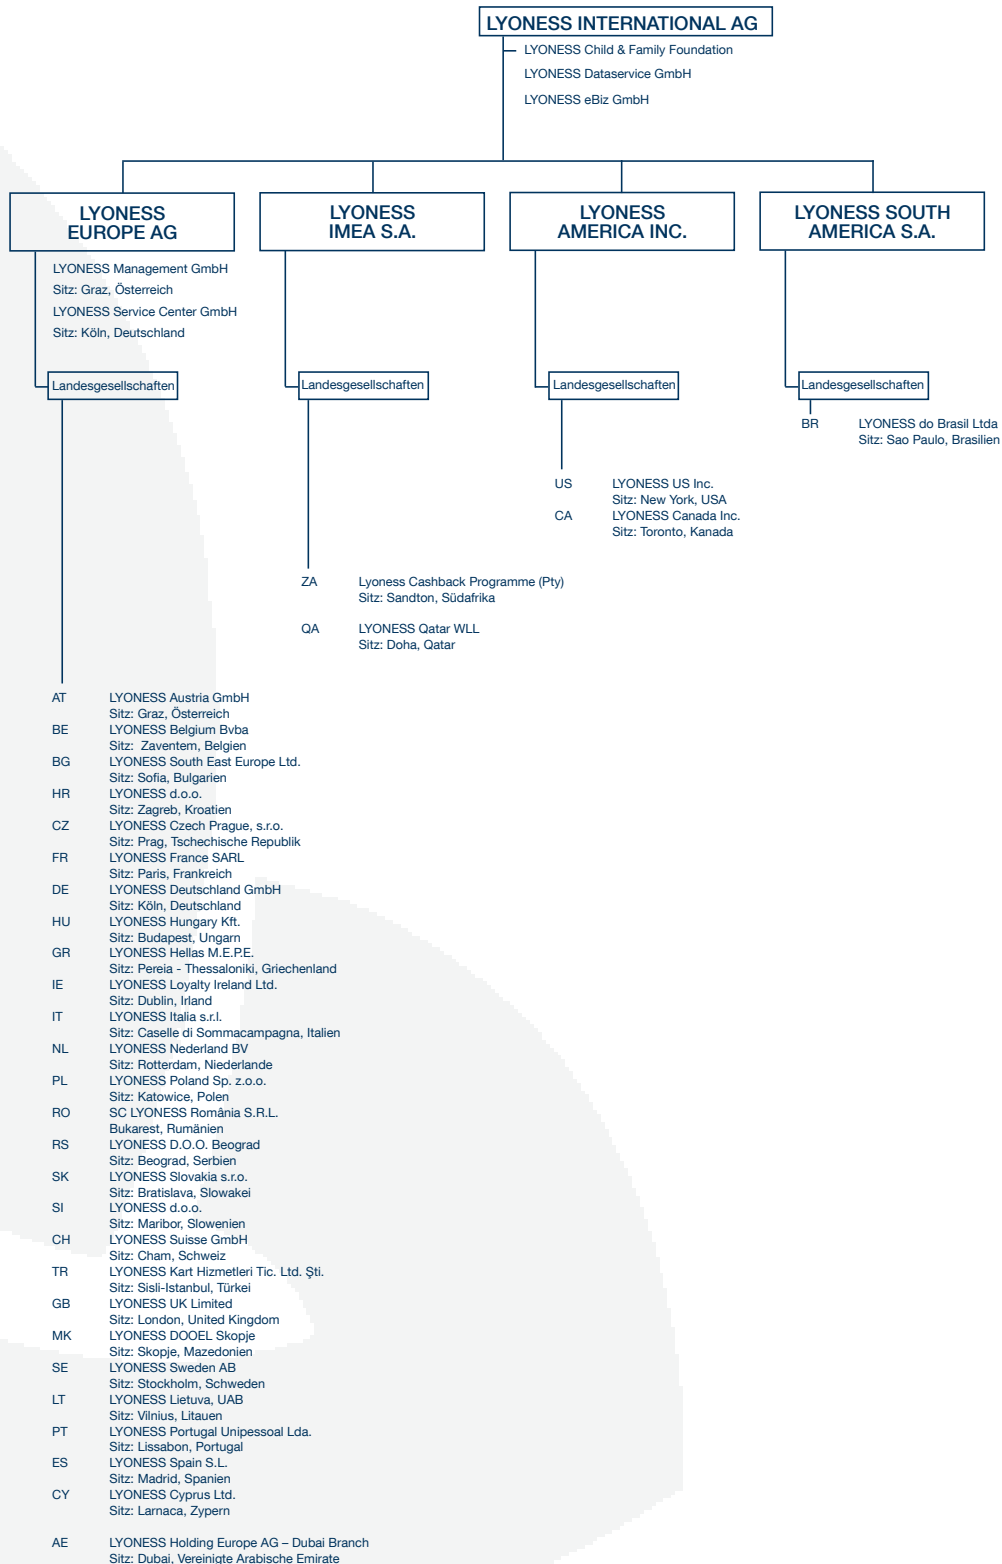 LYONESS INTERNATIONAL AG
LYONESS Child & Family Foundation
LYONESS Dataservice GmbH
LYONESS eBiz GmbH
LYONESS
EUROPE AG
LYONESS
IMEA S.A.
LYONESS
AMERICA INC.
LYONESS SOUTH
AMERICA S.A.
LYONESS Management GmbH
Sitz: Graz, Österreich
LYONESS Service Center GmbH
Sitz: Köln, Deutschland
Landesgesellschaften
Landesgesellschaften
Landesgesellschaften
Landesgesellschaften
BR LYONESS do Brasil Ltda
Sitz: Sao Paulo, Brasilien
US LYONESS US Inc.
Sitz: New York, USA
CA LYONESS Canada Inc.
Sitz: Toronto, Kanada
ZA Lyoness Cashback Programme (Pty)
Sitz: Sandton, Südafrika
QA LYONESS Qatar WLL
Sitz: Doha, Qatar
AT LYONESS Austria GmbH
Sitz: Graz, Österreich
BE LYONESS Belgium Bvba
Sitz: Zaventem, Belgien
BG LYONESS South East Europe Ltd.
Sitz: Sofia, Bulgarien
HR LYONESS d.o.o.
Sitz: Zagreb, Kroatien
CZ LYONESS Czech Prague, s.r.o.
Sitz: Prag, Tschechische Republik
FR LYONESS France SARL
Sitz: Paris, Frankreich
DE LYONESS Deutschland GmbH
Sitz: Köln, Deutschland
HU LYONESS Hungary Kft.
Sitz: Budapest, Ungarn
GR LYONESS Hellas M.E.P.E.
Sitz: Pereia - Thessaloniki, Griechenland
IE LYONESS Loyalty Ireland Ltd.
Sitz: Dublin, Irland
IT LYONESS Italia s.r.l.
Sitz: Caselle di Sommacampagna, Italien
NL LYONESS Nederland BV
Sitz: Rotterdam, Niederlande
PL LYONESS Poland Sp. z.o.o.
Sitz: Katowice, Polen
RO SC LYONESS România S.R.L.
Bukarest, Rumänien
RS LYONESS D.O.O. Beograd
Sitz: Beograd, Serbien
SK LYONESS Slovakia s.r.o.
Sitz: Bratislava, Slowakei
SI LYONESS d.o.o.
Sitz: Maribor, Slowenien
CH LYONESS Suisse GmbH
Sitz: Cham, Schweiz
TR LYONESS Kart Hizmetleri Tic. Ltd. Şti.
Sitz: Sisli-Istanbul, Türkei
GB LYONESS UK Limited
Sitz: London, United Kingdom
MK LYONESS DOOEL Skopje
Sitz: Skopje, Mazedonien
SE LYONESS Sweden AB
Sitz: Stockholm, Schweden
LT LYONESS Lietuva, UAB
Sitz: Vilnius, Litauen
PT LYONESS Portugal Unipessoal Lda.
Sitz: Lissabon, Portugal
ES LYONESS Spain S.L.
Sitz: Madrid, Spanien
CY LYONESS Cyprus Ltd.
Sitz: Larnaca, Zypern
AE LYONESS Holding Europe AG – Dubai Branch
Sitz: Dubai, Vereinigte Arabische Emirate